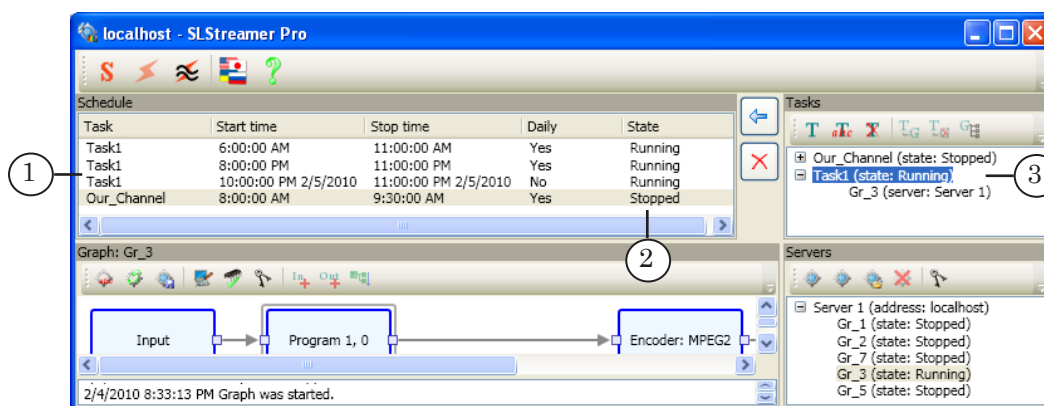 localhost - SLStreamer Pro
S
Schedule
Task Start time Stop time Daily State
Task1 6:00:00 AM 11:00:00 AM Yes Running
Task1 8:00:00 PM 11:00:00 PM Yes Running
Task1 10:00:00 PM 2/5/2010 11:00:00 PM 2/5/2010 No Running
Our_Channel 8:00:00 AM 9:30:00 AM Yes Stopped
1
2
Tasks
T abc T TG T G
Our_Channel (state: Stopped)
Task1 (state: Running)
Gr_3 (server: Server 1)
3
Graph: Gr_3
In Out
Input Program 1, 0 Encoder: MPEG2
2/4/2010 8:33:13 PM Graph was started.
Servers
Server 1 (address: localhost)
Gr_1 (state: Stopped)
Gr_2 (state: Stopped)
Gr_7 (state: Stopped)
Gr_3 (state: Running)
Gr_5 (state: Stopped)